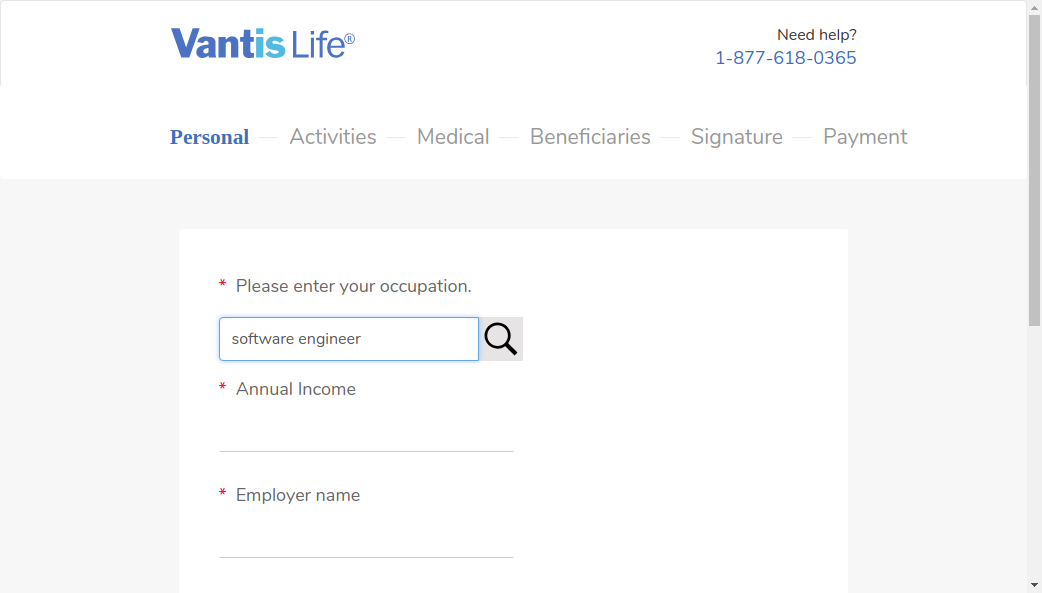 Vantis Life®
Need help?
1-877-618-0365
Personal Activities Medical Beneficiaries Signature Payment
* Please enter your occupation.
software engineer
* Annual Income
* Employer name